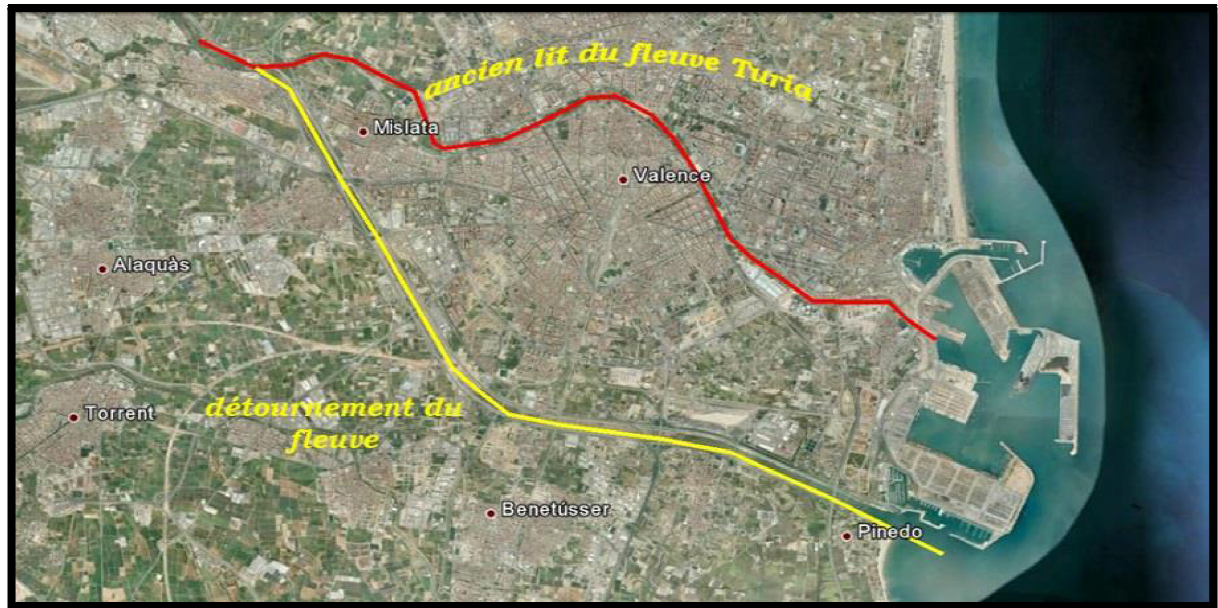 ancien lit du fleuve Turia
Mislata
Valence
Alaquàs
Torrent
détournement du
fleuve
Benetússer
Pinedo